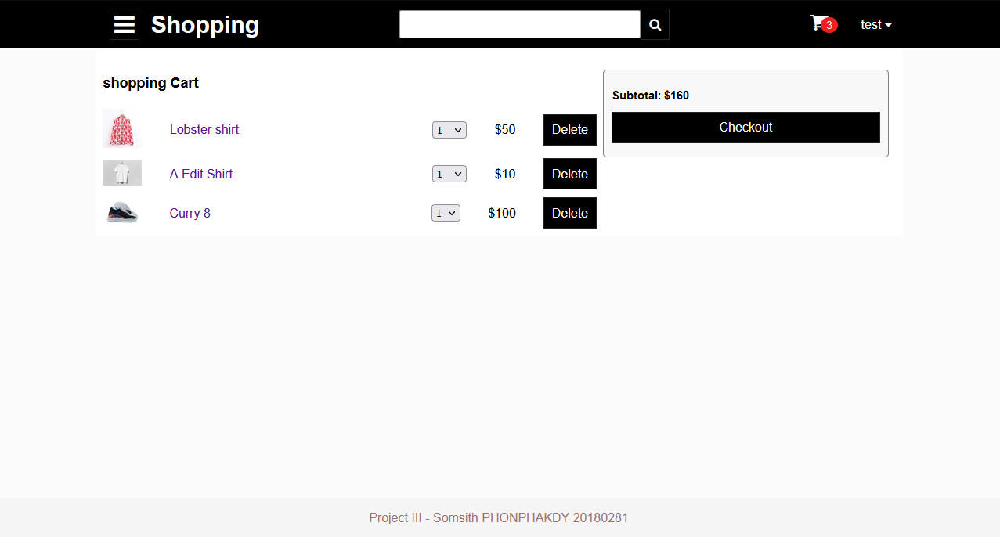 Shopping
3
test
shopping Cart
Lobster shirt 1 $50 Delete
A Edit Shirt 1 $10 Delete
Curry 8 1 $100 Delete
Subtotal: $160
Checkout
Project III - Somsith PHONPHAKDY 20180281